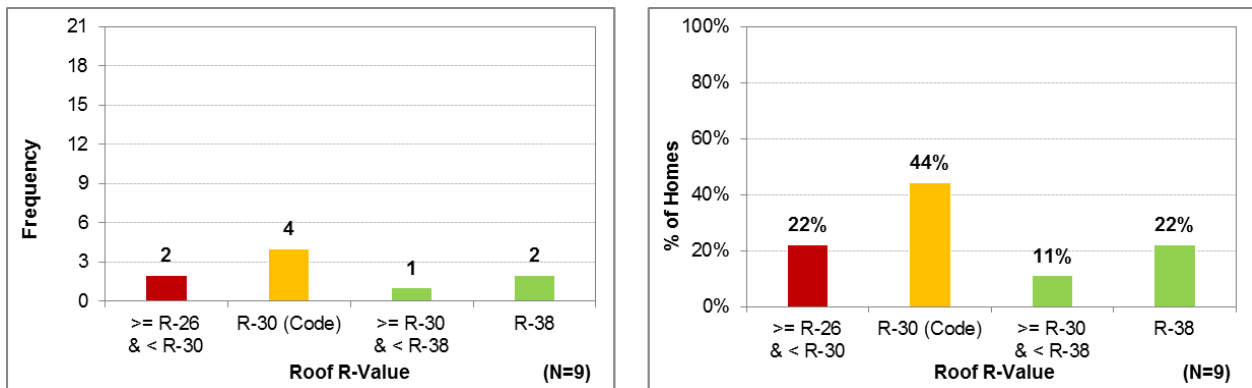 21
18
15
12
9
6
3
0
Frequency
2
4
1
2
>= R-26
& < R-30
R-30 (Code)
>= R-30
& < R-38
R-38
Roof R-Value
(N=9)
100%
80%
60%
40%
20%
0%
% of Homes
22%
44%
11%
22%
>= R-26
& < R-30
R-30 (Code)
>= R-30
& < R-38
R-38
Roof R-Value
(N=9)